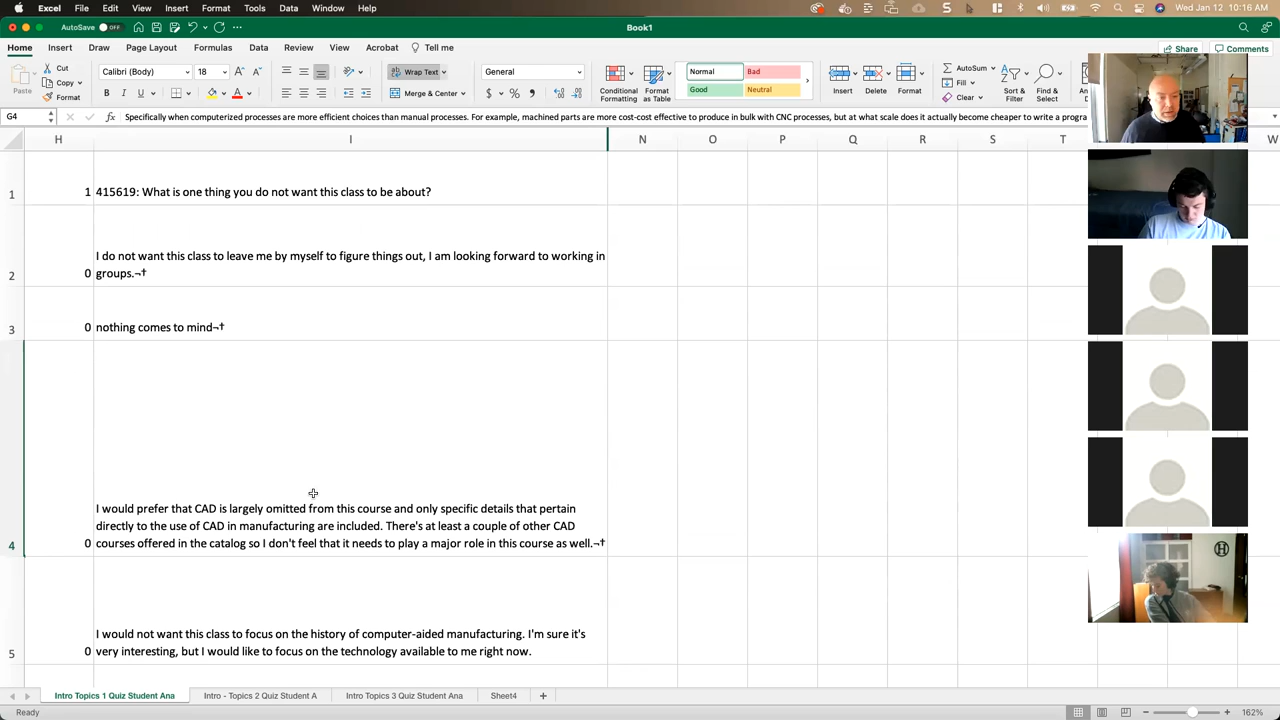 Excel File Edit View Insert Format Tools Data Window Help
Wed Jan 10:16 AM
AutoSave OFF
Book1
Home Insert Draw Page Layout Formulas Data Review View Acrobat Tell me
Share Comments
Paste Cut Copy Format
Calibri (Body) 18
B I U
Wrap Text
Merge & Center
General
$ %
Conditional Formatting
Format as Table
Normal Bad
Good Neutral
Insert Delete Format
AutoSum
Fill
Clear
Sort & Filter
Find & Select
G4 fx Specifically when computerized processes are more efficient choices than manual processes. For example, machined parts are more cost-cost effective to produce in bulk with CNC processes, but at what scale does it actually become cheaper to write a progra
H I N O P Q R S T W
1 1 415619: What is one thing you do not want this class to be about?
I do not want this class to leave me by myself to figure things out, I am looking forward to working in
2 0 groups.¬†
3 0 nothing comes to mind¬†
I would prefer that CAD is largely omitted from this course and only specific details that pertain
directly to the use of CAD in manufacturing are included. There's at least a couple of other CAD
4 0 courses offered in the catalog so I don't feel that it needs to play a major role in this course as well.¬†
I would not want this class to focus on the history of computer-aided manufacturing. I'm sure it's
5 0 very interesting, but I would like to focus on the technology available to me right now.
Intro Topics 1 Quiz Student Ana Intro - Topics 2 Quiz Student A Intro Topics 3 Quiz Student Ana Sheet4 +
Ready
162%